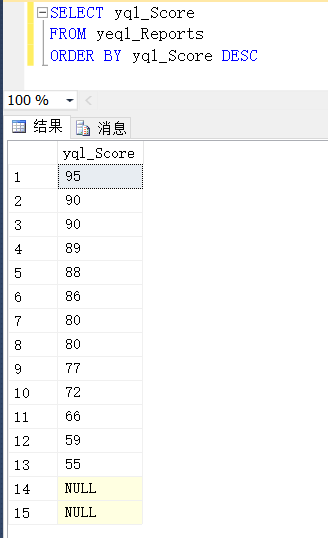 SELECT yql_Score
FROM yeql_Reports
ORDER BY yql_Score DESC
100 %
结果 消息
yql_Score
1 95
2 90
3 90
4 89
5 88
6 86
7 80
8 80
9 77
10 72
11 66
12 59
13 55
14 NULL
15 NULL